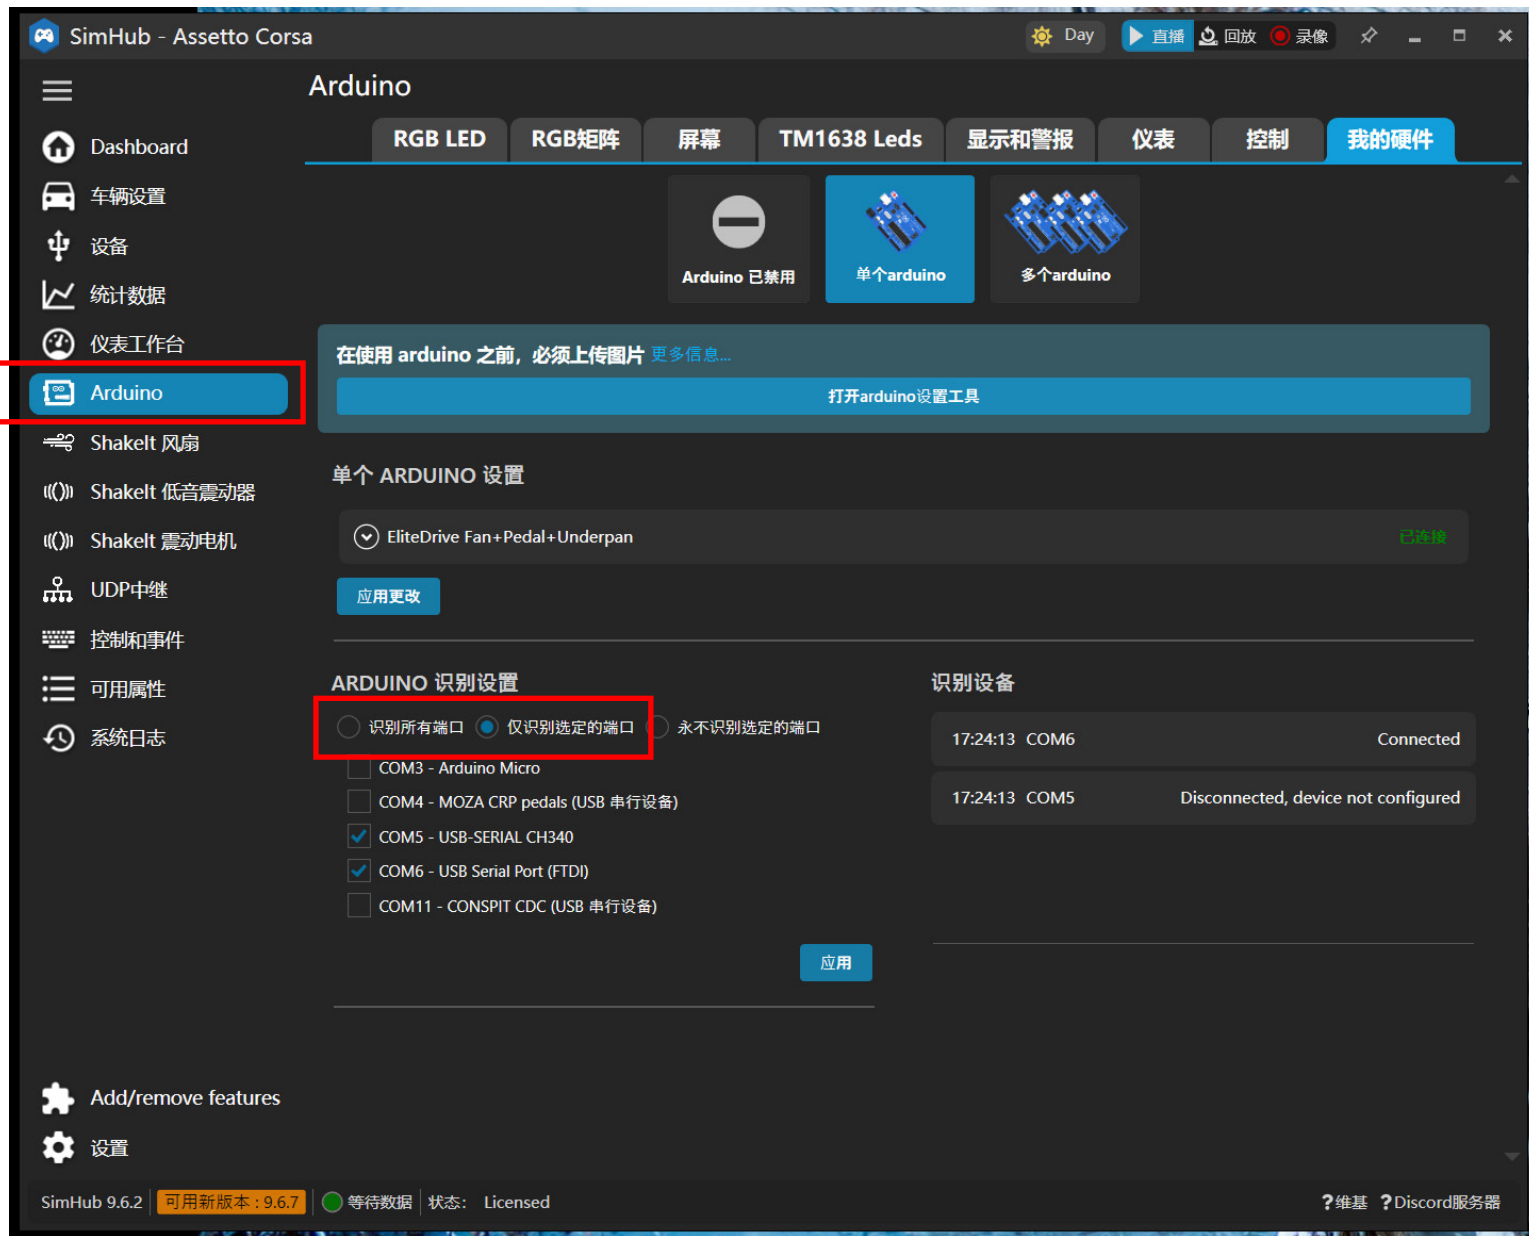 SimHub - Assetto Corsa
Day
直播
回放
录像
Arduino
Dashboard
车辆设置
设备
统计数据
仪表工作台
Arduino
ShakeIt 风扇
ShakeIt 低音震动器
ShakeIt 震动电机
UDP中继
控制和事件
可用属性
系统日志
Add/remove features
设置
RGB LED
RGB矩阵
屏幕
TM1638 Leds
显示和警报
仪表
控制
我的硬件
Arduino 已禁用
单个arduino
多个arduino
在使用 arduino 之前，必须上传图片 更多信息...
打开arduino设置工具
单个 ARDUINO 设置
EliteDrive Fan+Pedal+Underpan
已连接
应用更改
ARDUINO 识别设置
识别所有端口
仅识别选定的端口
永不识别选定的端口
COM3 - Arduino Micro
COM4 - MOZA CRP pedals (USB 串行设备)
COM5 - USB-SERIAL CH340
COM6 - USB Serial Port (FTDI)
COM11 - CONSPIT CDC (USB 串行设备)
应用
识别设备
17:24:13 COM6 Connected
17:24:13 COM5 Disconnected, device not configured
SimHub 9.6.2
可用新版本 : 9.6.7
等待数据
状态： Licensed
?维基
?Discord服务器